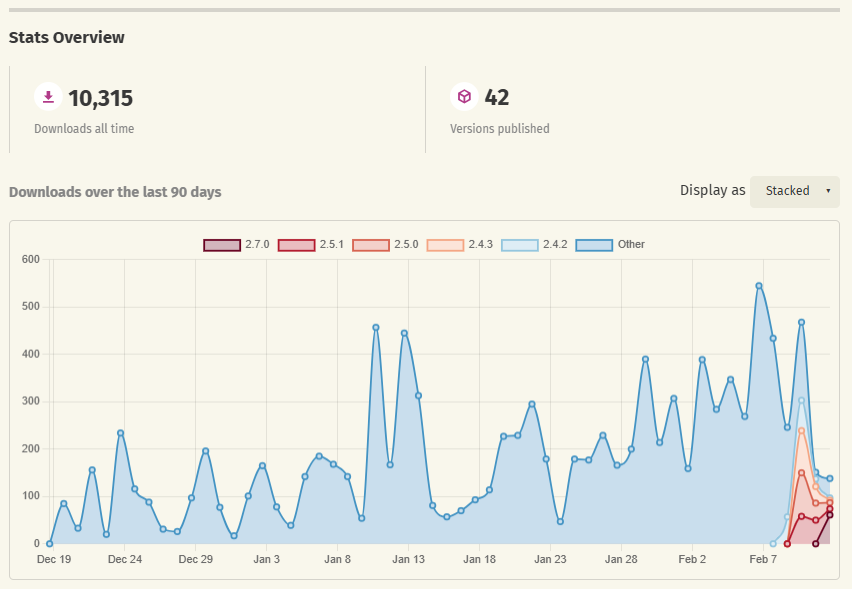 Stats Overview
10,315
42
Downloads all time
Versions published
Downloads over the last 90 days
Display as Stacked
2.7.0 2.5.1 2.5.0 2.4.3 2.4.2 Other
600
500
400
300
200
100
0
Dec 19 Dec 24 Dec 29 Jan 3 Jan 8 Jan 13 Jan 18 Jan 23 Jan 28 Feb 2 Feb 7